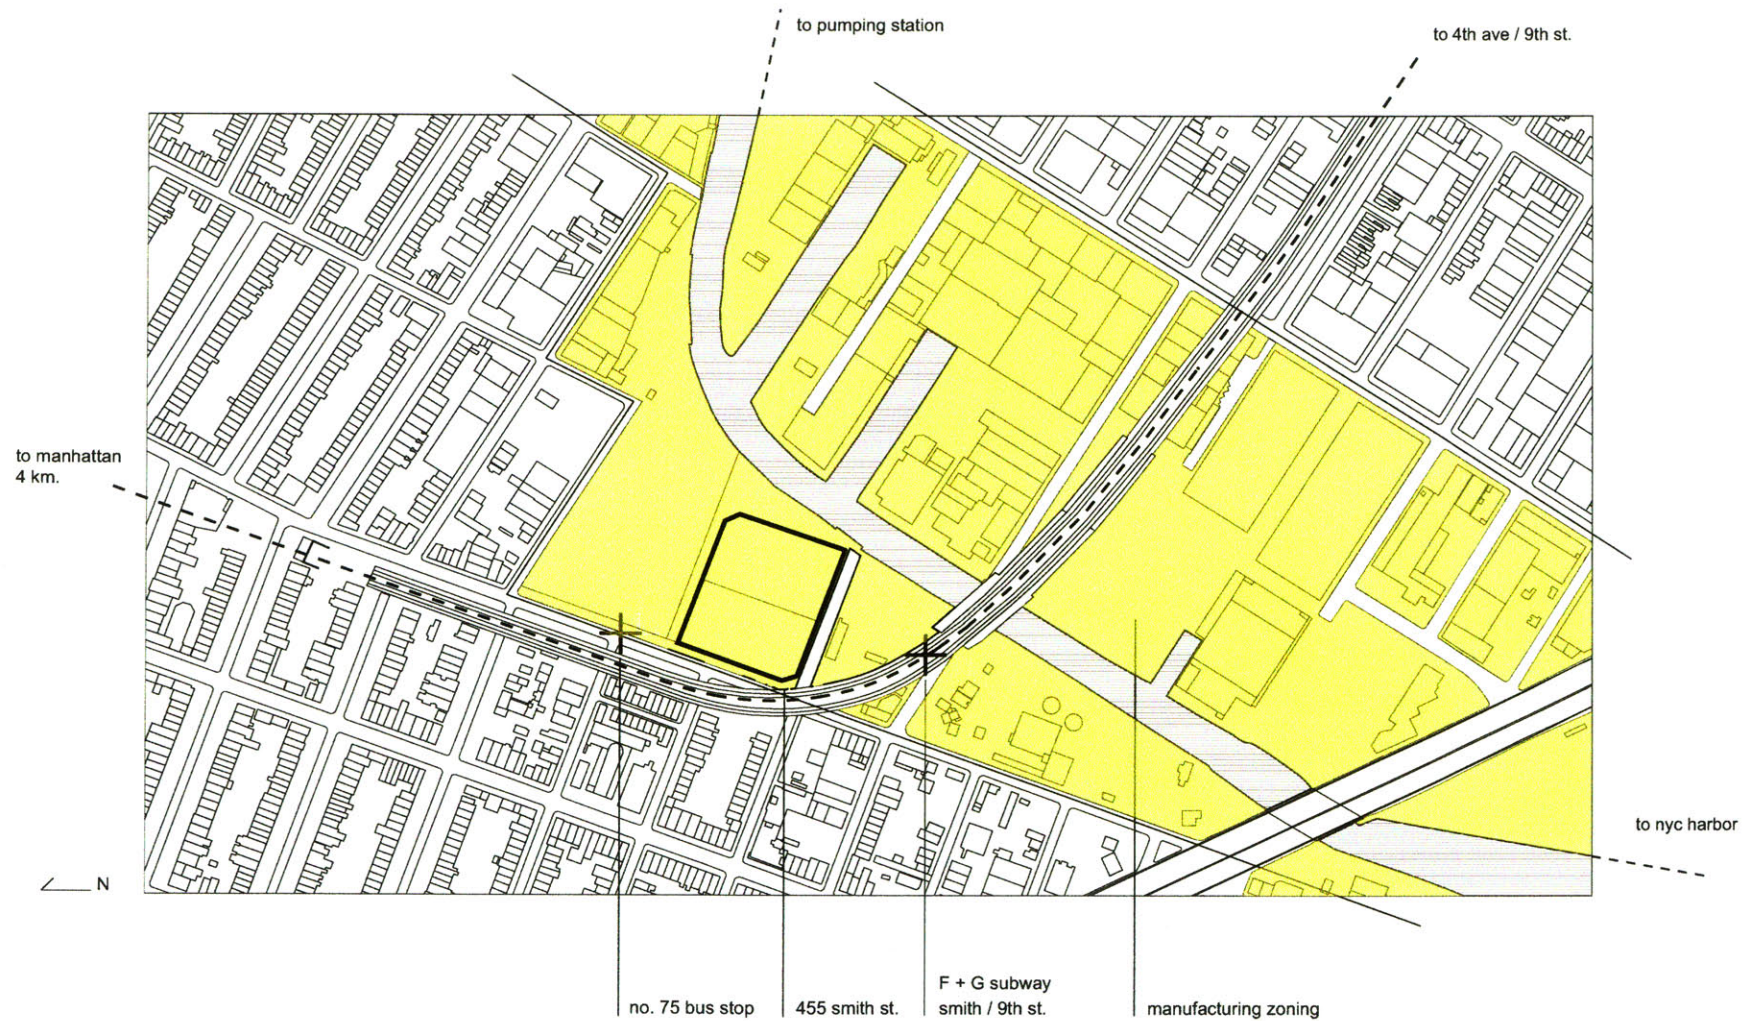 to pumping station
to 4th ave / 9th st.
to manhattan
4 km.
to nyc harbor
N
no. 75 bus stop
455 smith st.
F + G subway
smith / 9th st.
manufacturing zoning